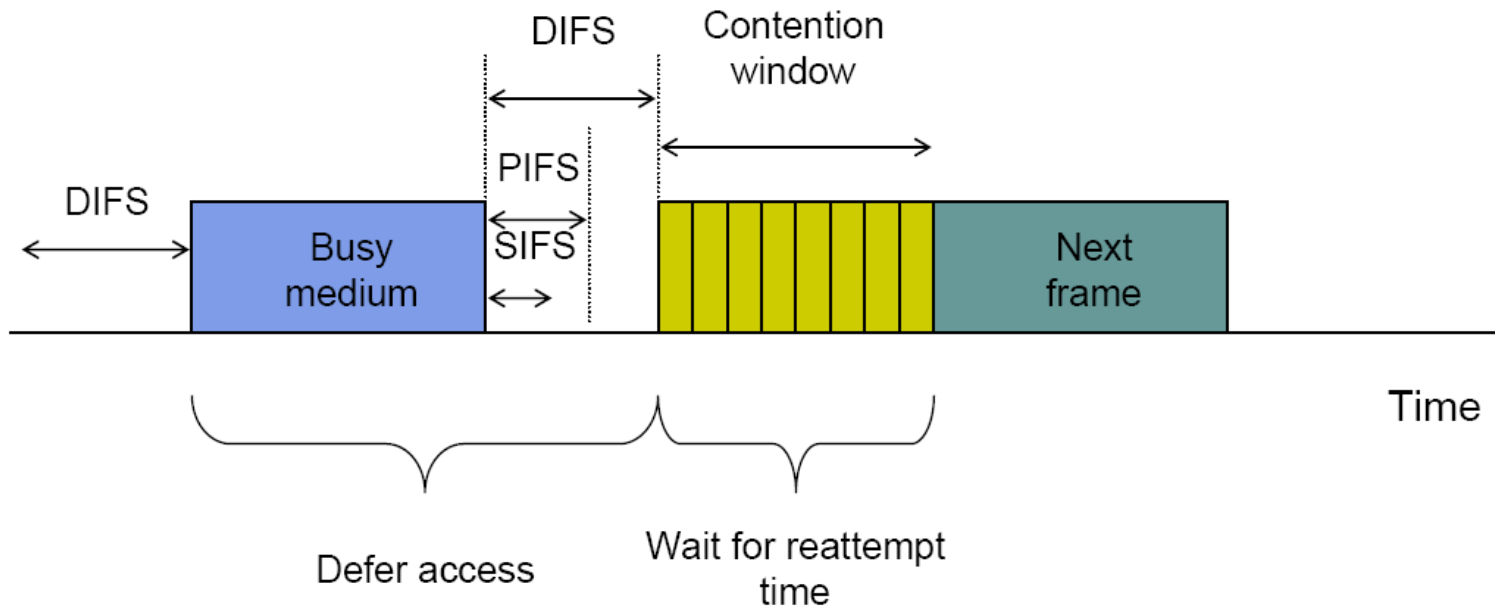 DIFS
Contention
window
PIFS
DIFS
SIFS
Busy
medium
Next
frame
Time
Defer access
Wait for reattempt
time